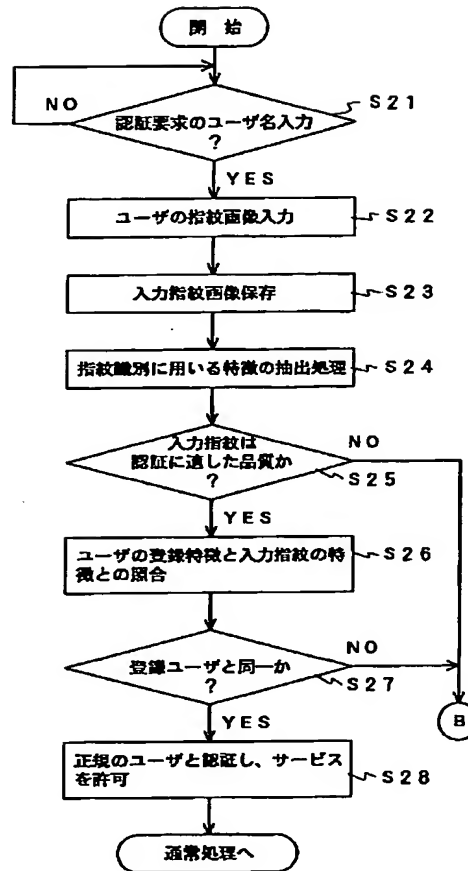 開 始
NO
S21
認証要求のユーザ名入力
?
YES
ユーザの指紋画像入力
S22
入力指紋画像保存
S23
指紋識別に用いる特徴の抽出処理
S24
入力指紋は
NO
認証に適した品質か
?
S25
YES
ユーザの登録特徴と入力指紋の特
徴との照合
S26
NO
登録ユーザと同一か
?
S27
YES
B
正規のユーザと認証し、サービス
を許可
S28
通常処理へ